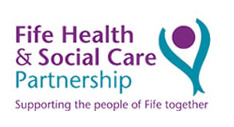 Fife Health
& Social Care
Partnership
Supporting the people of Fife together